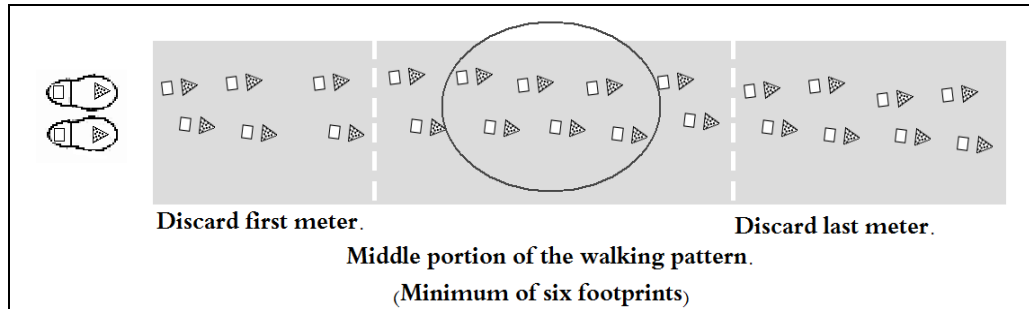 Discard first meter.
Discard last meter.
Middle portion of the walking pattern.
(Minimum of six footprints)